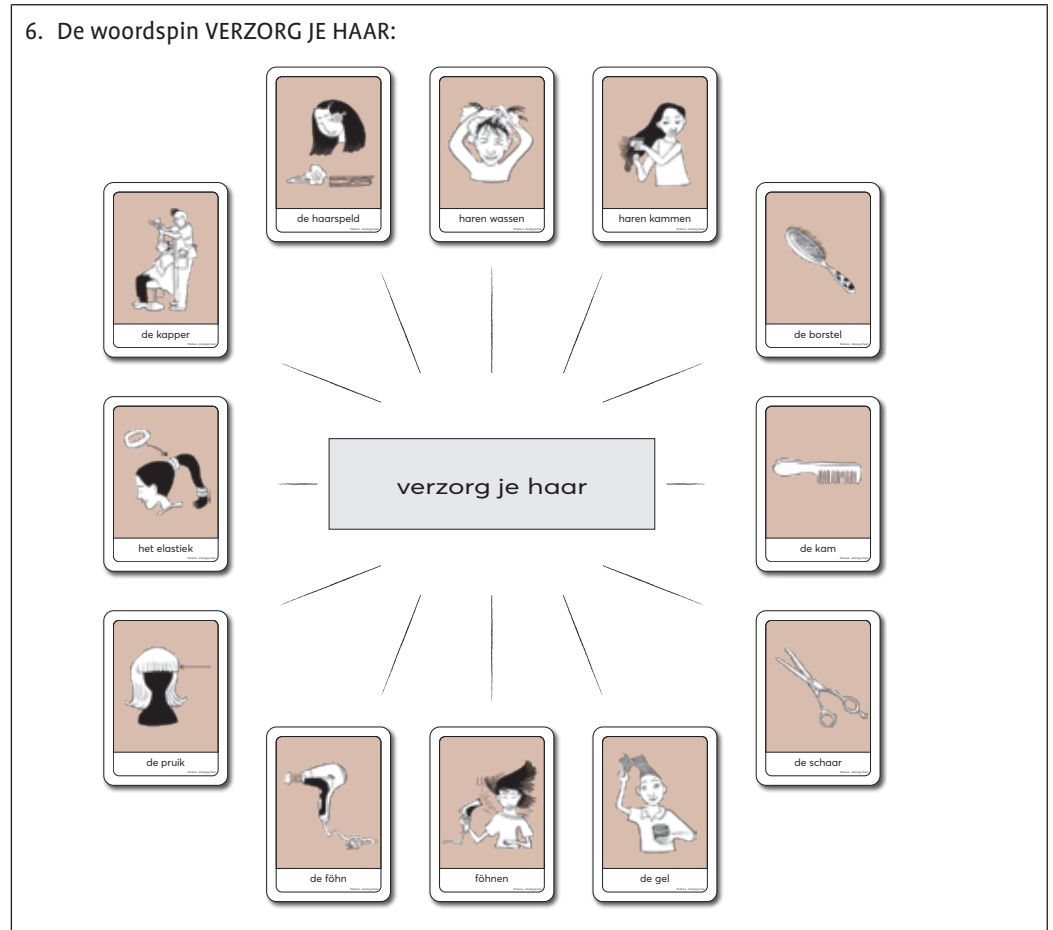 6. De woordspin VERZORG JE HAAR:
de haarspeld
haren wassen
haren kammen
de kapper
de borstel
het elastiek
verzorg je haar
de kam
de pruik
de schaar
de föhn
föhnen
de gel